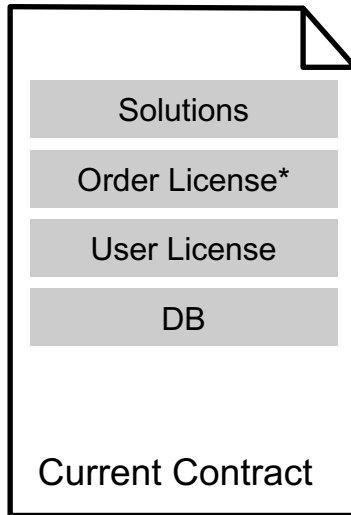 Solutions
Order License*
User License
DB
Current Contract